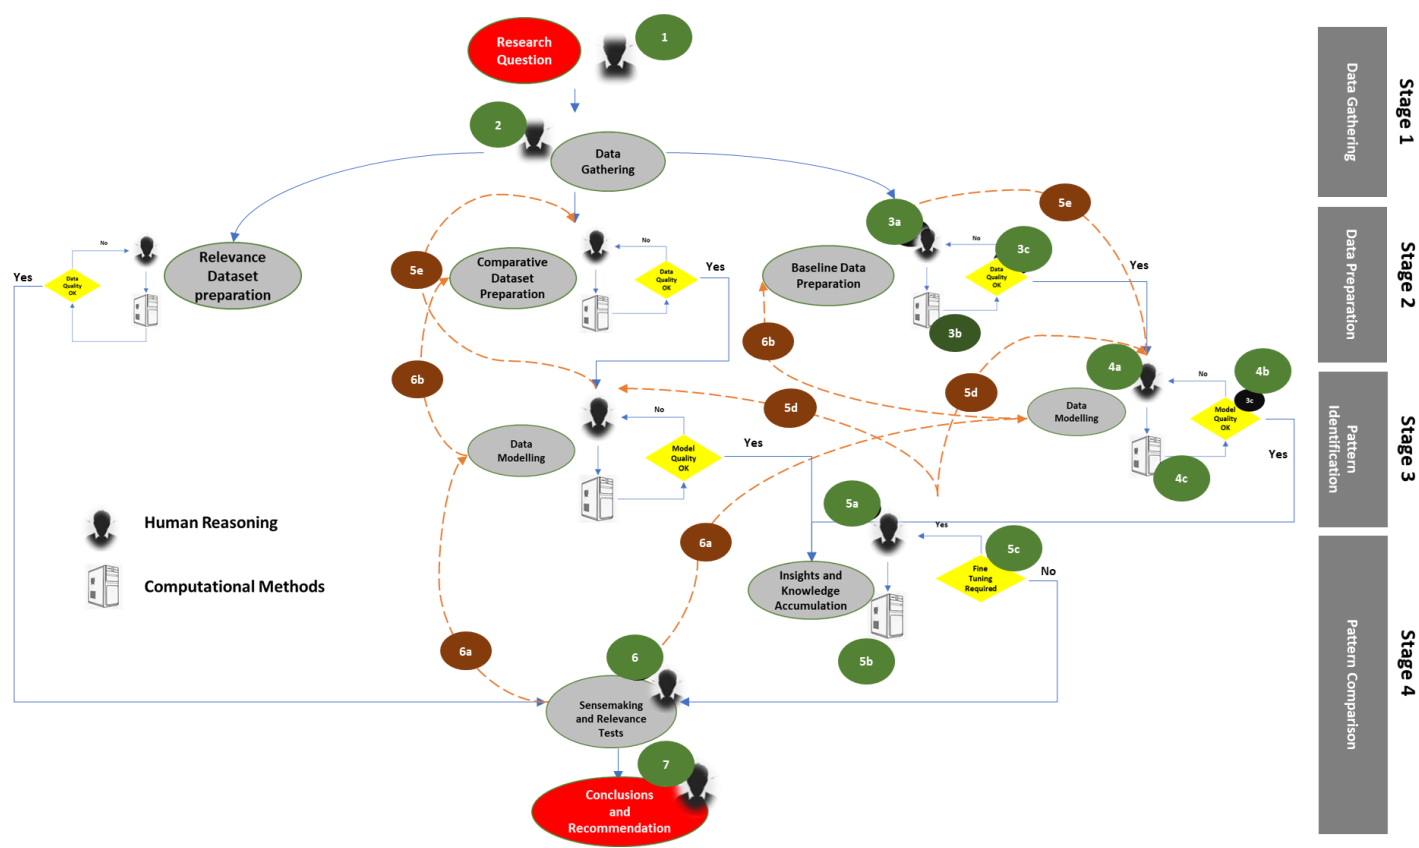 Research
Question
1
2
Data
Gathering
Stage 1
Data Gathering
3a
5e
No
Yes
Data
Quality
OK
Relevance
Dataset
preparation
5e
Comparative
Dataset
Preparation
No
Data
Quality
OK
Yes
Baseline Data
Preparation
No
3c
Data
Quality
OK
Yes
3b
6b
Stage 2
Data Preparation
6b
5d
5d
4a
4b
No
3c
Model
Quality
OK
Yes
Data
Modelling
4c
Data
Modelling
No
Model
Quality
OK
Yes
Stage 3
Pattern
Identification
Human Reasoning
Computational Methods
5a
Yes
5c
Fine
Tuning
Required
No
6a
Insights and
Knowledge
Accumulation
5b
6a
6
Sensemaking
and Relevance
Tests
7
Conclusions
and
Recommendation
Stage 4
Pattern Comparison